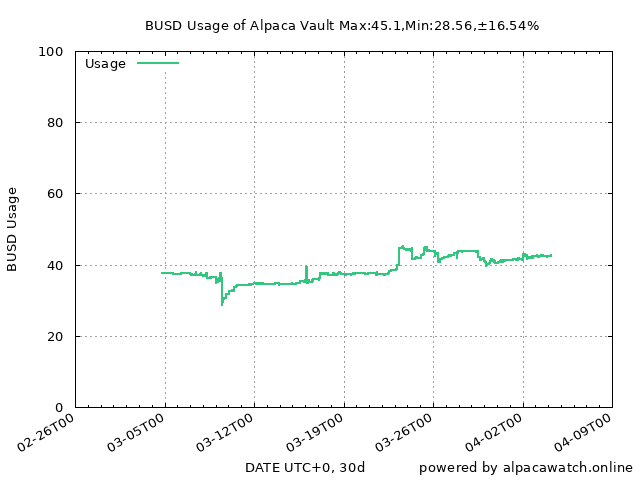 BUSD Usage of Alpaca Vault Max:45.1,Min:28.56,±16.54%
100
Usage
80
60
BUSD Usage
40
20
0
02-26T00 03-05T00 03-12T00 03-19T00 03-26T00 04-02T00 04-09T00
DATE UTC+0, 30d
powered by alpacawatch.online